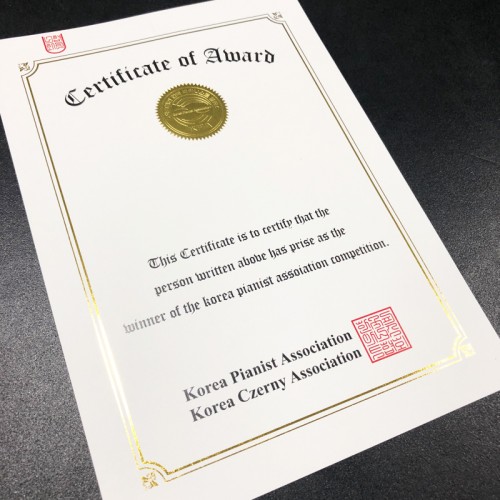 Certificate of Award
This Certificate is to certify that the
person written above has prise as the
winner of the korea pianist assoiation competition.
Korea Pianist Association
Korea Czerny Association